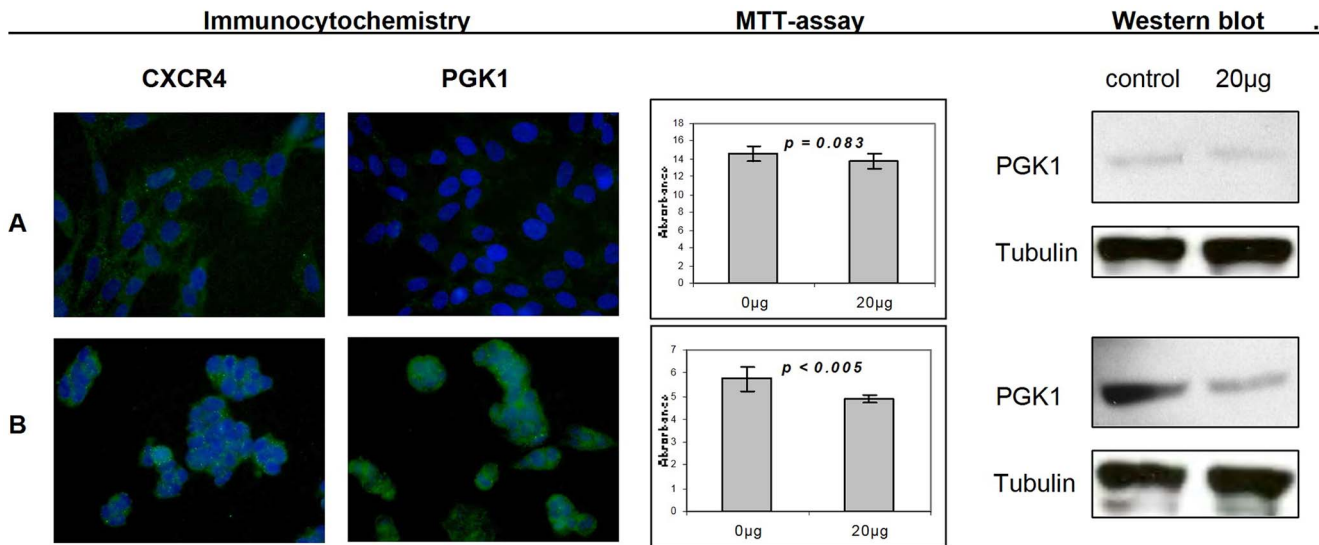 Immunocytochemistry MTT-assay Western blot .
CXCR4 PGK1 control 20µg
A
18
16
14
12
10
8
6
4
2
0
Absorbance
p = 0.083
0µg 20µg
PGK1
Tubulin
B
7
6
5
4
3
2
1
0
Absorbance
p < 0.005
0µg 20µg
PGK1
Tubulin